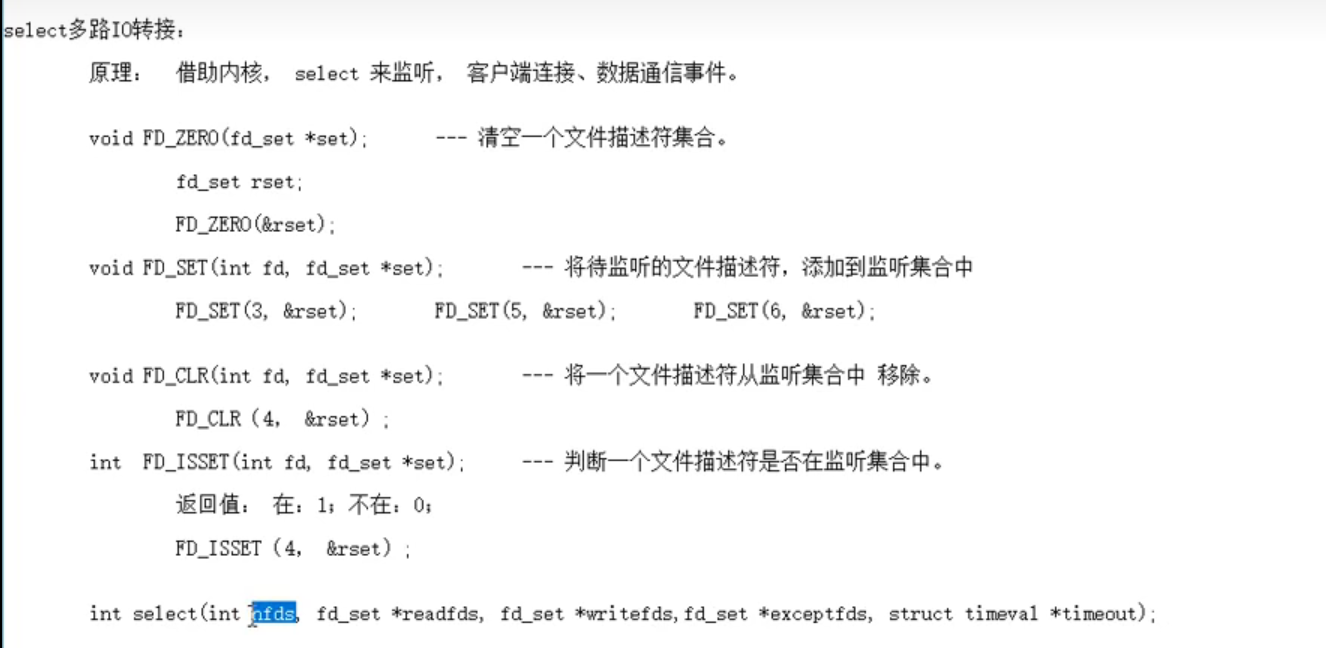 select多路IO转接：
原理： 借助内核， select 来监听， 客户端连接、数据通信事件。
void FD_ZERO(fd_set *set); --- 清空一个文件描述符集合。
fd_set rset;
FD_ZERO(&rset);
void FD_SET(int fd, fd_set *set); --- 将待监听的文件描述符，添加到监听集合中
FD_SET(3, &rset); FD_SET(5, &rset); FD_SET(6, &rset);
void FD_CLR(int fd, fd_set *set); --- 将一个文件描述符从监听集合中 移除。
FD_CLR（4， &rset）;
int FD_ISSET(int fd, fd_set *set); --- 判断一个文件描述符是否在监听集合中。
返回值： 在：1；不在：0；
FD_ISSET（4， &rset）;
int select(int nfds, fd_set *readfds, fd_set *writefds,fd_set *exceptfds, struct timeval *timeout);